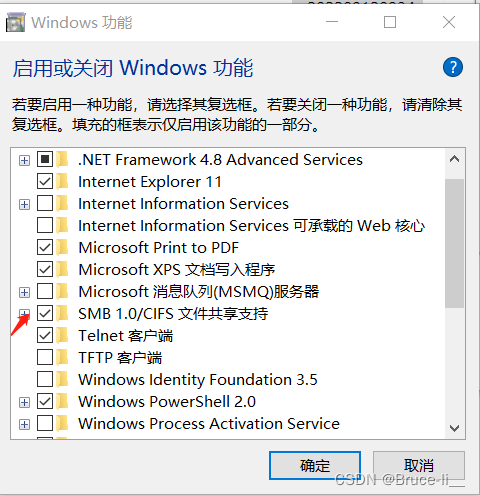 Windows 功能
启用或关闭 Windows 功能
?
若要启用一种功能，请选择其复选框。若要关闭一种功能，请清除其
复选框。填充的框表示仅启用该功能的一部分。
.NET Framework 4.8 Advanced Services
Internet Explorer 11
Internet Information Services
Internet Information Services 可承载的 Web 核心
Microsoft Print to PDF
Microsoft XPS 文档写入程序
Microsoft 消息队列(MSMQ)服务器
SMB 1.0/CIFS 文件共享支持
Telnet 客户端
TFTP 客户端
Windows Identity Foundation 3.5
Windows PowerShell 2.0
Windows Process Activation Service
确定
取消
CSDN @Bruce-li__